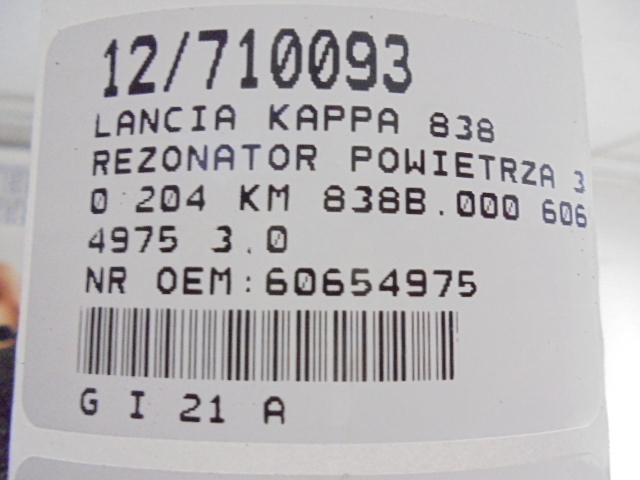 12/710093
LANCIA KAPPA 838
REZONATOR POWIETRZA 3
0 204 KM 838B.000 606
4975 3.0
NR OEM:60654975
G I 21 A